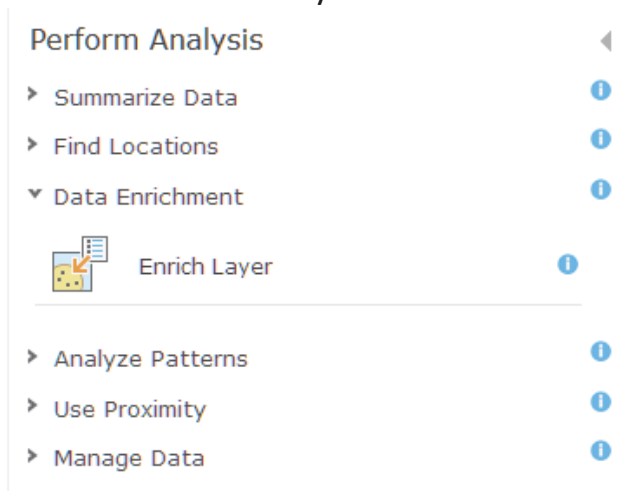 Perform Analysis
Summarize Data
Find Locations
Data Enrichment
Enrich Layer
Analyze Patterns
Use Proximity
Manage Data